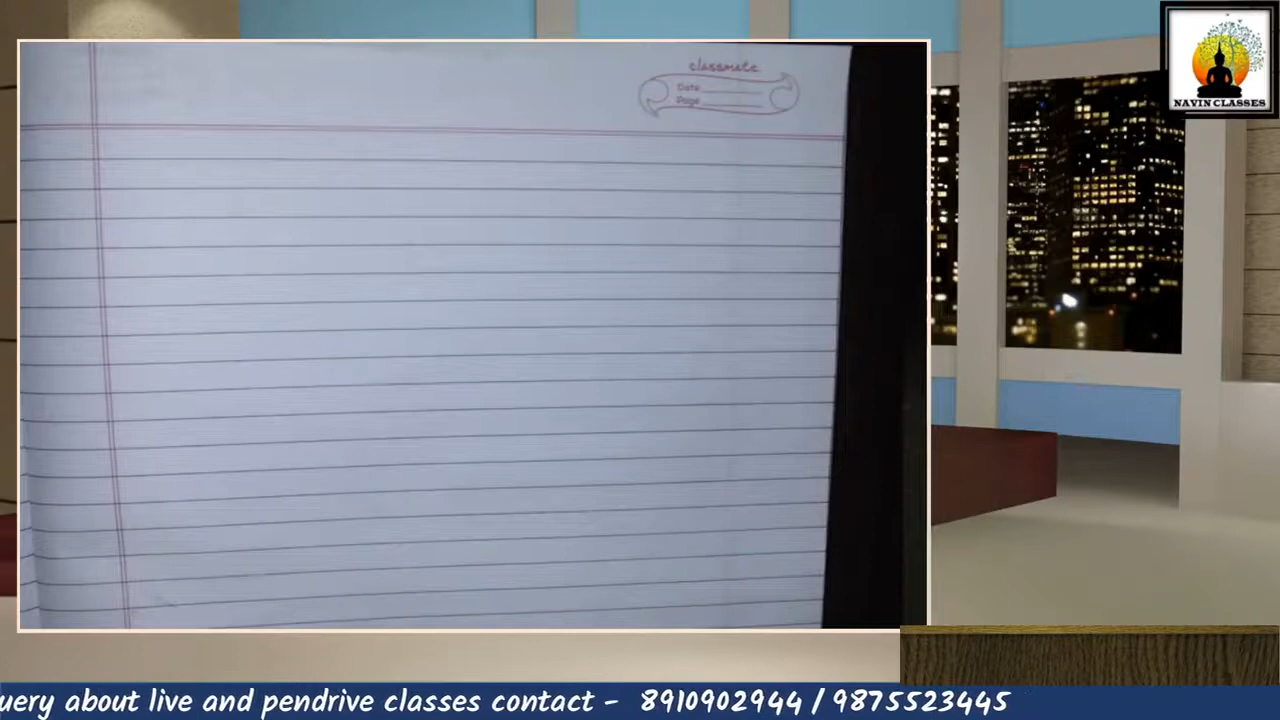 classmate
Date
Page
NAVIN CLASSES
uery about live and pendrive classes contact - 8910902944 / 9875523445